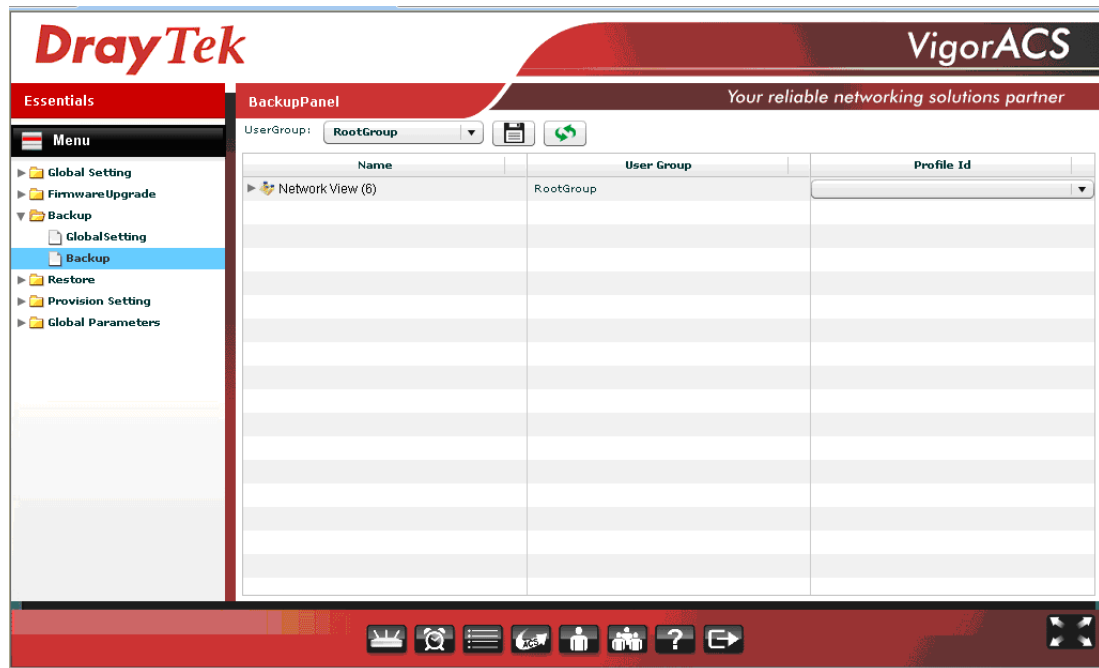 DrayTek
VigorACS
Essentials
BackupPanel
Your reliable networking solutions partner
Menu
UserGroup: RootGroup
Name User Group Profile Id
Network View (6) RootGroup
Global Setting
FirmwareUpgrade
Backup
GlobalSetting
Backup
Restore
Provision Setting
Global Parameters
ACS
?